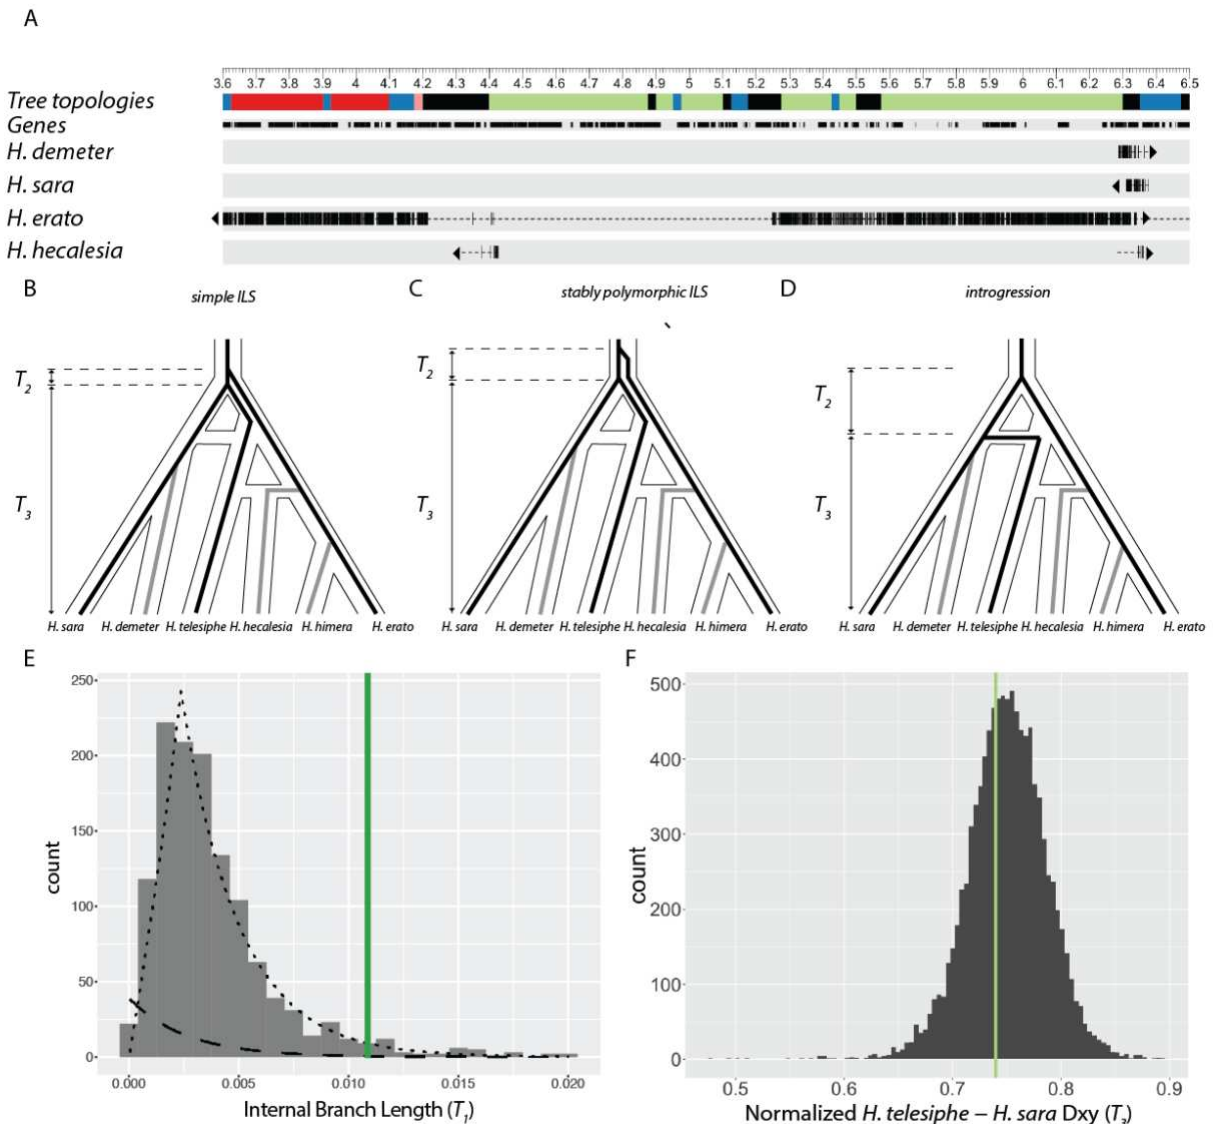 A
3.6 3.7 3.8 3.9 4 4.1 4.2 4.3 4.4 4.5 4.6 4.7 4.8 4.9 5 5.1 5.2 5.3 5.4 5.5 5.6 5.7 5.8 5.9 6 6.1 6.2 6.3 6.4 6.5
Tree topologies
Genes
H. demeter
H. sara
H. erato
H. hecalesia
B simple ILS
C stably polymorphic ILS
D introgression
T2 T2 T2
T3 T3 T3
H. sara H. demeter H. telesiphe H. hecalesia H. himera H. erato
H. sara H. demeter H. telesiphe H. hecalesia H. himera H. erato
H. sara H. demeter H. telesiphe H. hecalesia H. himera H. erato
E
250
200
150
100
50
0
count
0.000 0.005 0.010 0.015 0.020
Internal Branch Length (T1)
F
500
400
300
200
100
0
count
0.5 0.6 0.7 0.8 0.9
Normalized H. telesiphe – H. sara Dxy (T3)